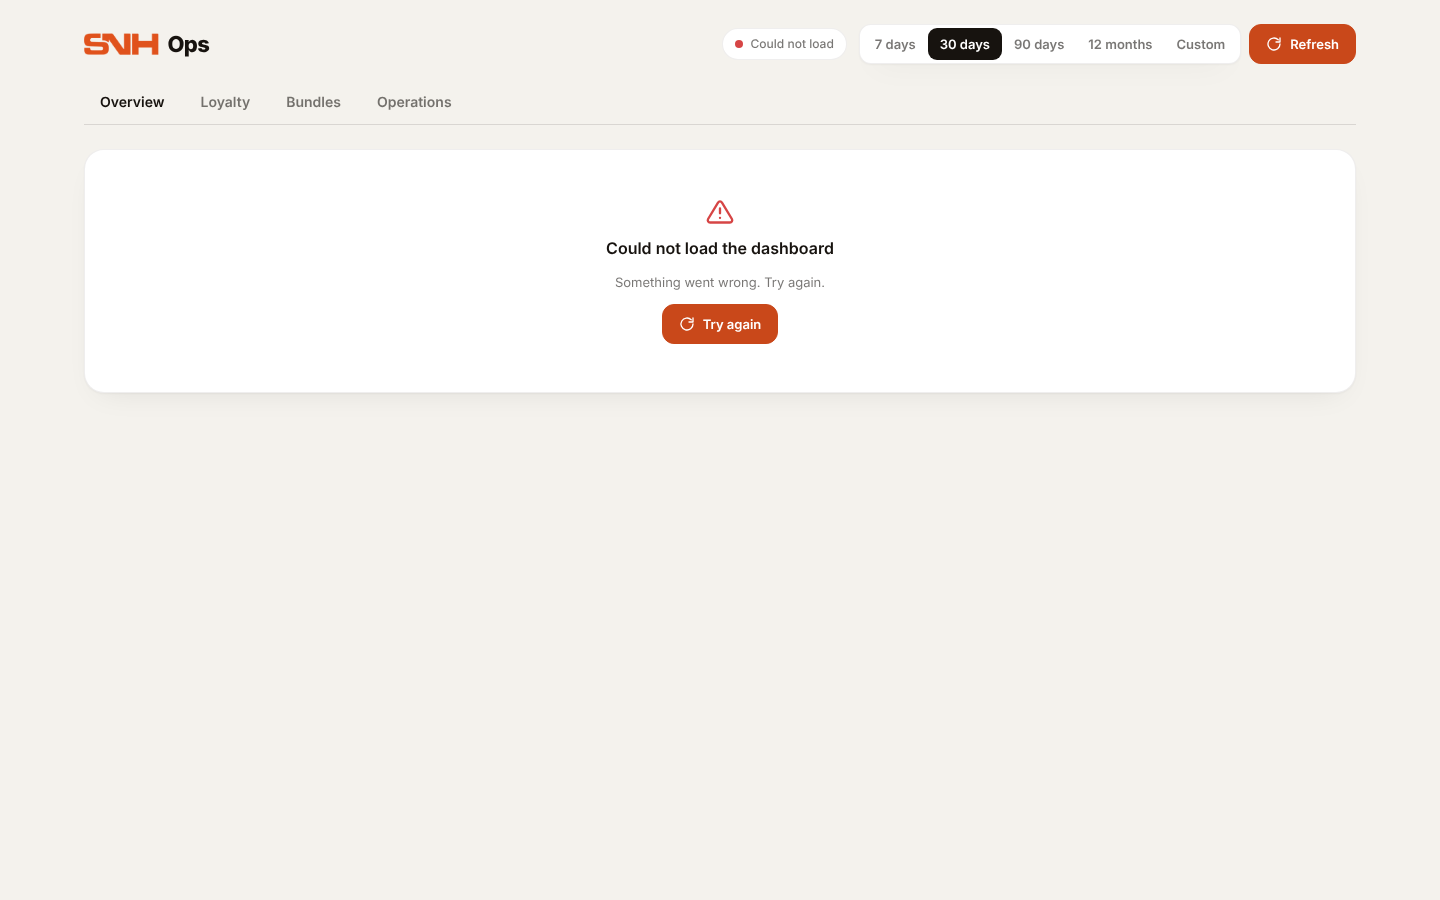 SNH Ops
Could not load
7 days
30 days
90 days
12 months
Custom
Refresh
Overview
Loyalty
Bundles
Operations
Could not load the dashboard
Something went wrong. Try again.
Try again